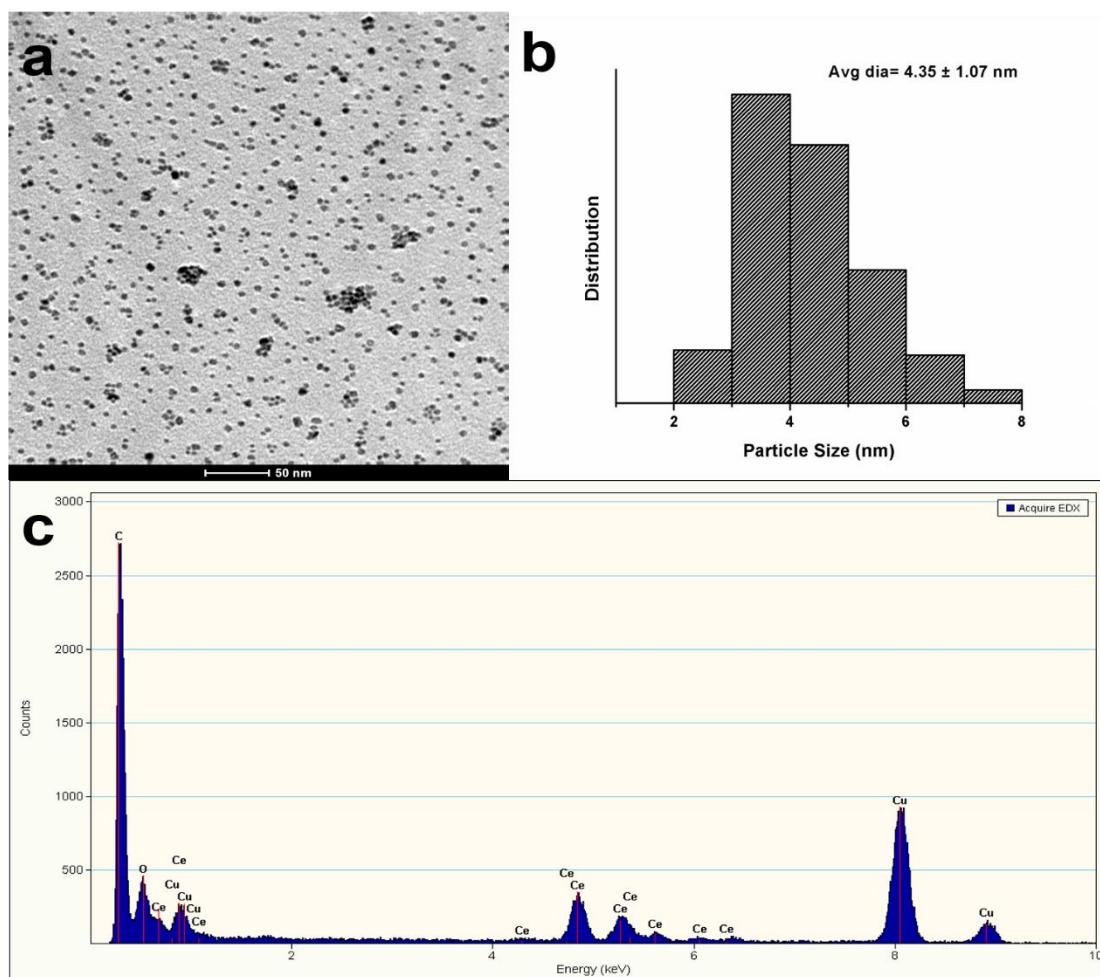 a
50 nm
b
Avg dia= 4.35 ± 1.07 nm
Distribution
2 4 6 8
Particle Size (nm)
c
Acquire EDX
3000
2500
2000
1500
1000
500
Counts
C
O
Ce
Ce
Cu
Cu
Cu
Ce
Ce
Ce
Ce
Ce
Ce
Ce
Ce
Ce
Cu
Cu
2 4 6 8 10
Energy (keV)